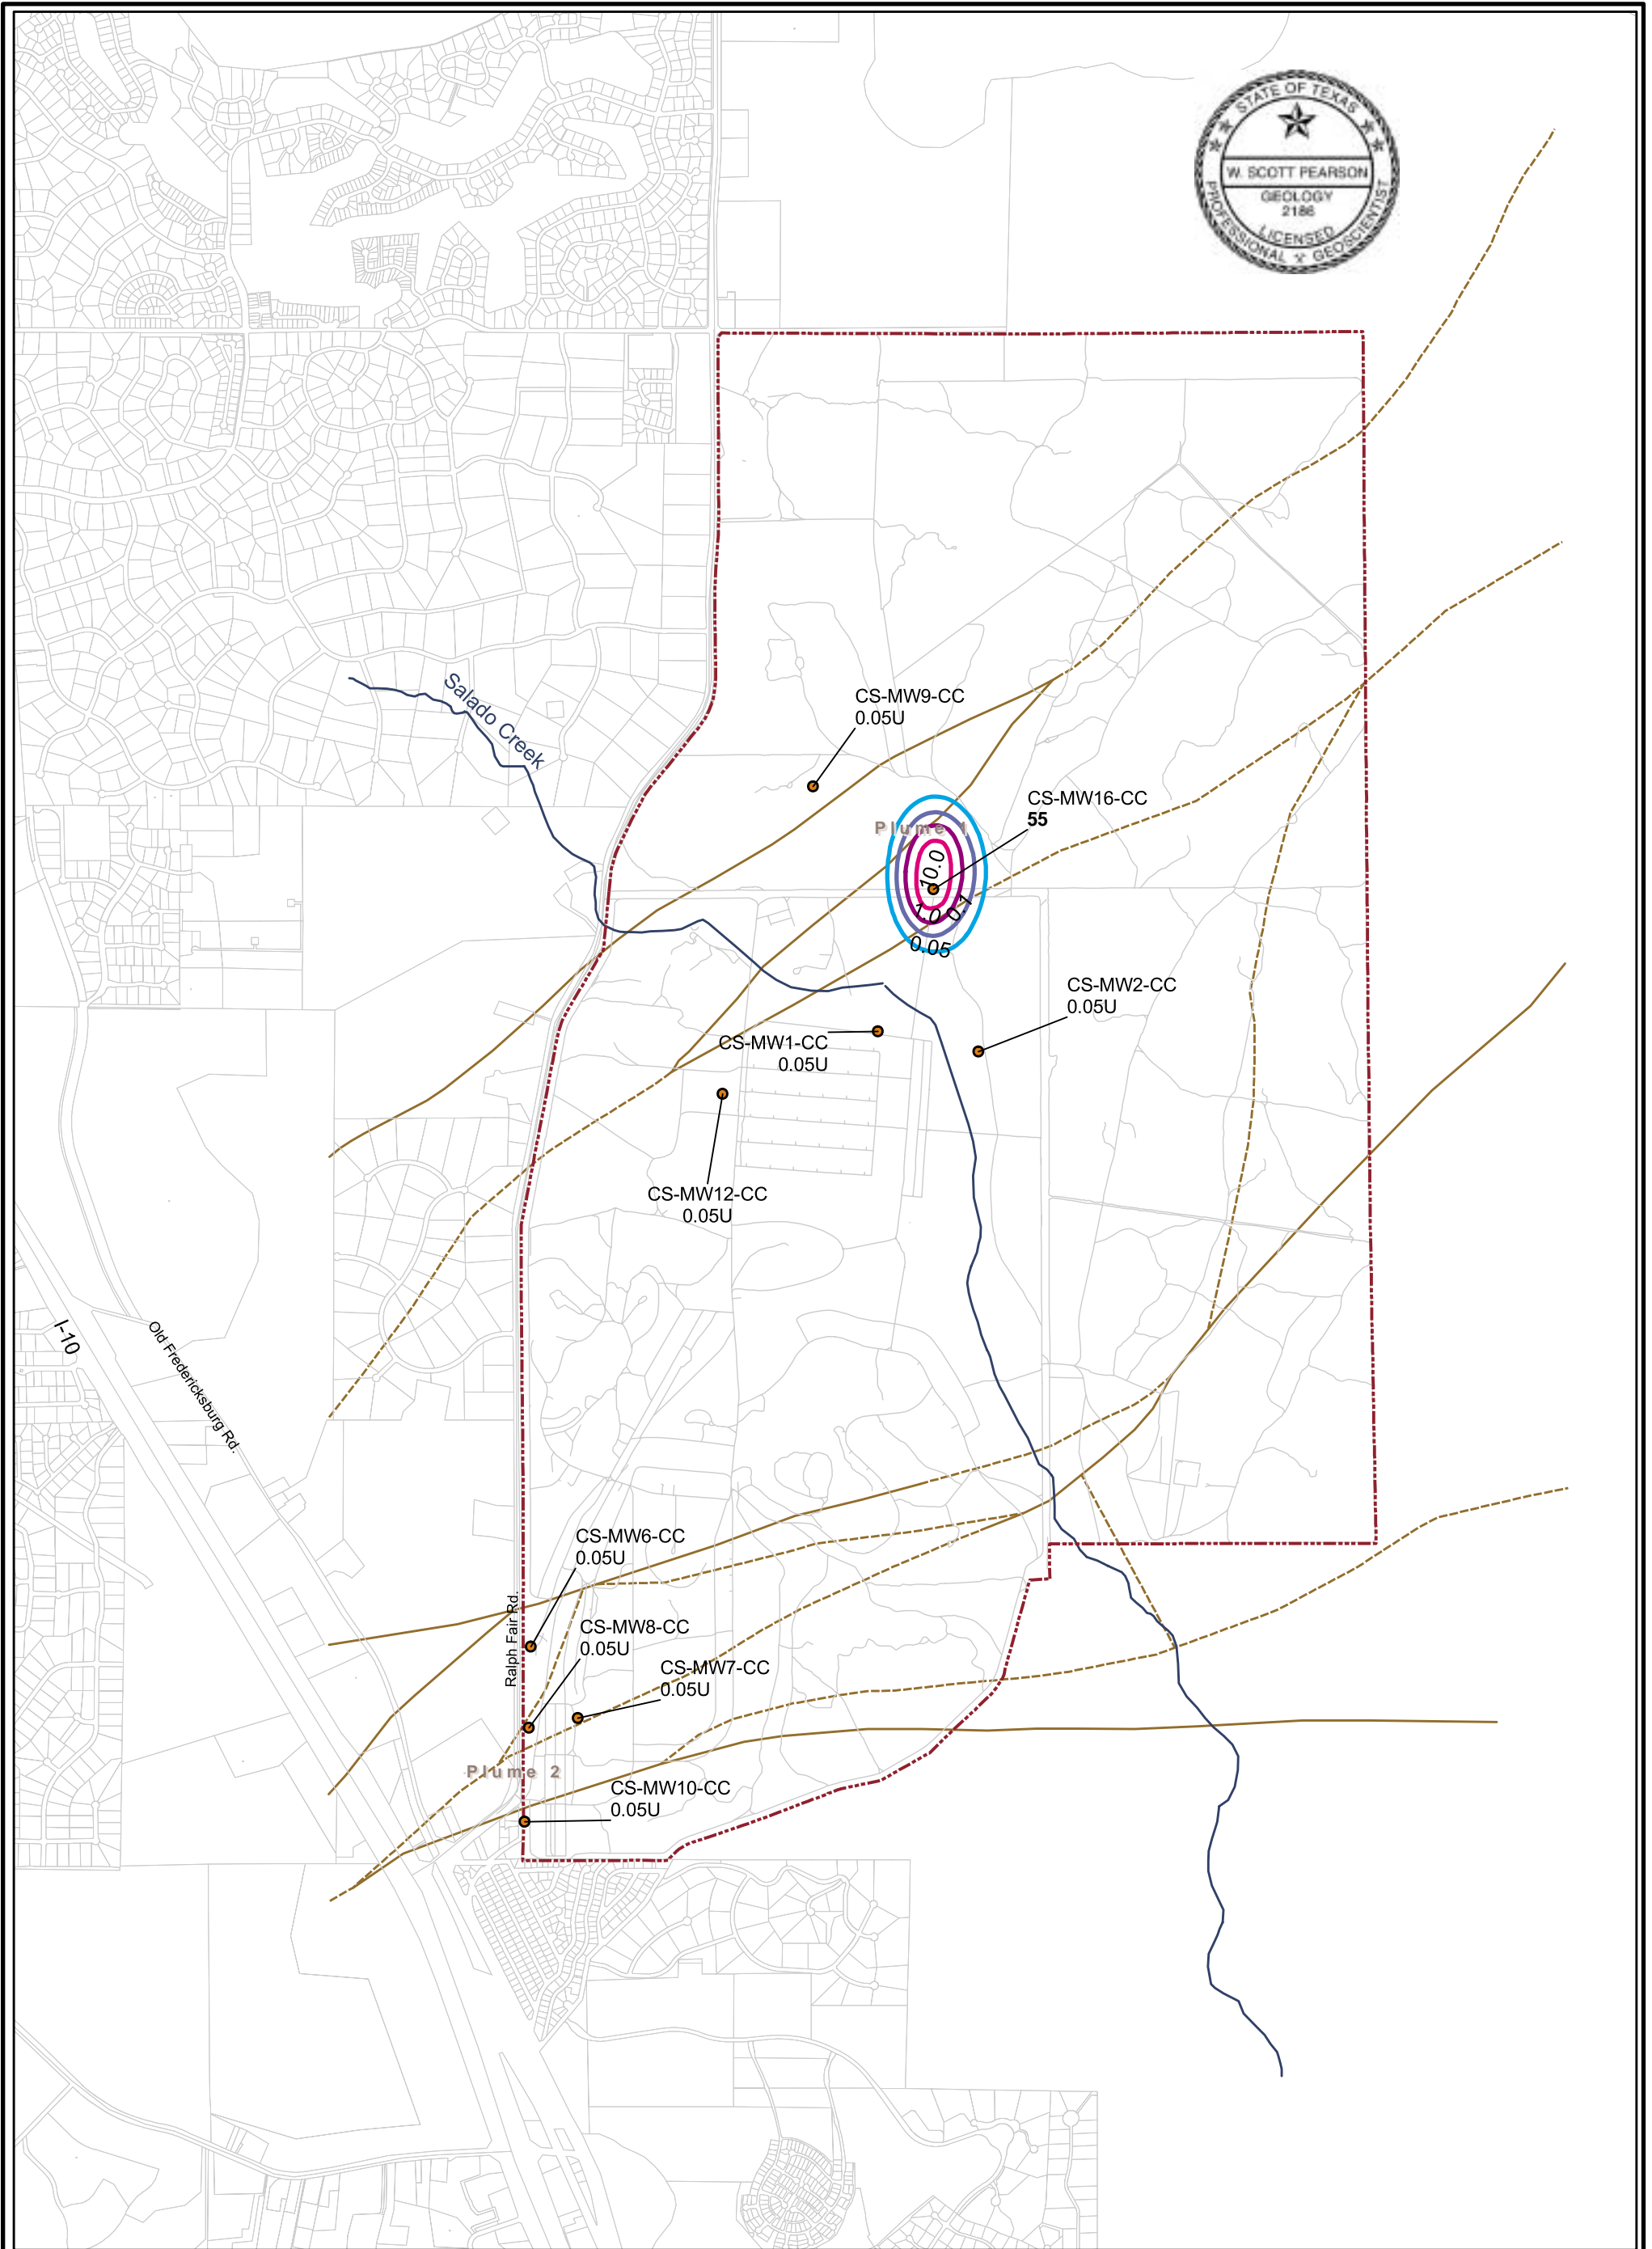 STATE OF TEXAS
W. SCOTT PEARSON
GEOLOGY
2186
LICENSED
PROFESSIONAL GEOSCIENTIST
Salado Creek
CS-MW9-CC
0.05U
CS-MW16-CC
55
Plume 1
10.0
1.0
0.1
0.05
CS-MW2-CC
0.05U
CS-MW1-CC
0.05U
CS-MW12-CC
0.05U
I-10
Old Fredericksburg Rd.
CS-MW6-CC
0.05U
Ralph Fair Rd.
CS-MW8-CC
0.05U
CS-MW7-CC
0.05U
Plume 2
CS-MW10-CC
0.05U